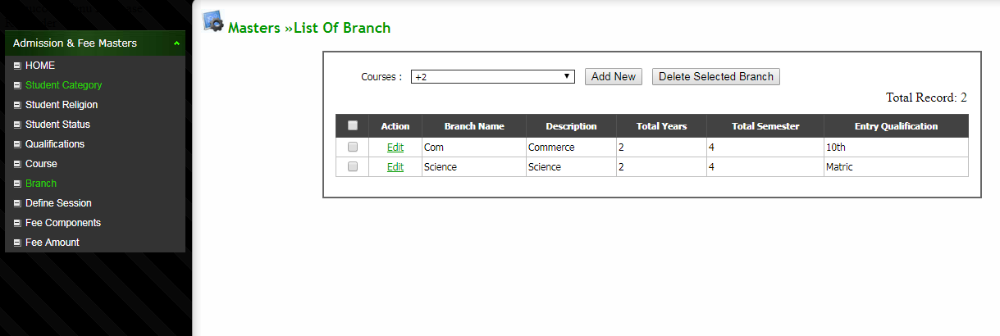 Admission & Fee Masters
HOME
Student Category
Student Religion
Student Status
Qualifications
Course
Branch
Define Session
Fee Components
Fee Amount
Masters »List Of Branch
Courses : +2 Add New Delete Selected Branch
Total Record: 2
Action Branch Name Description Total Years Total Semester Entry Qualification
Edit Com Commerce 2 4 10th
Edit Science Science 2 4 Matric